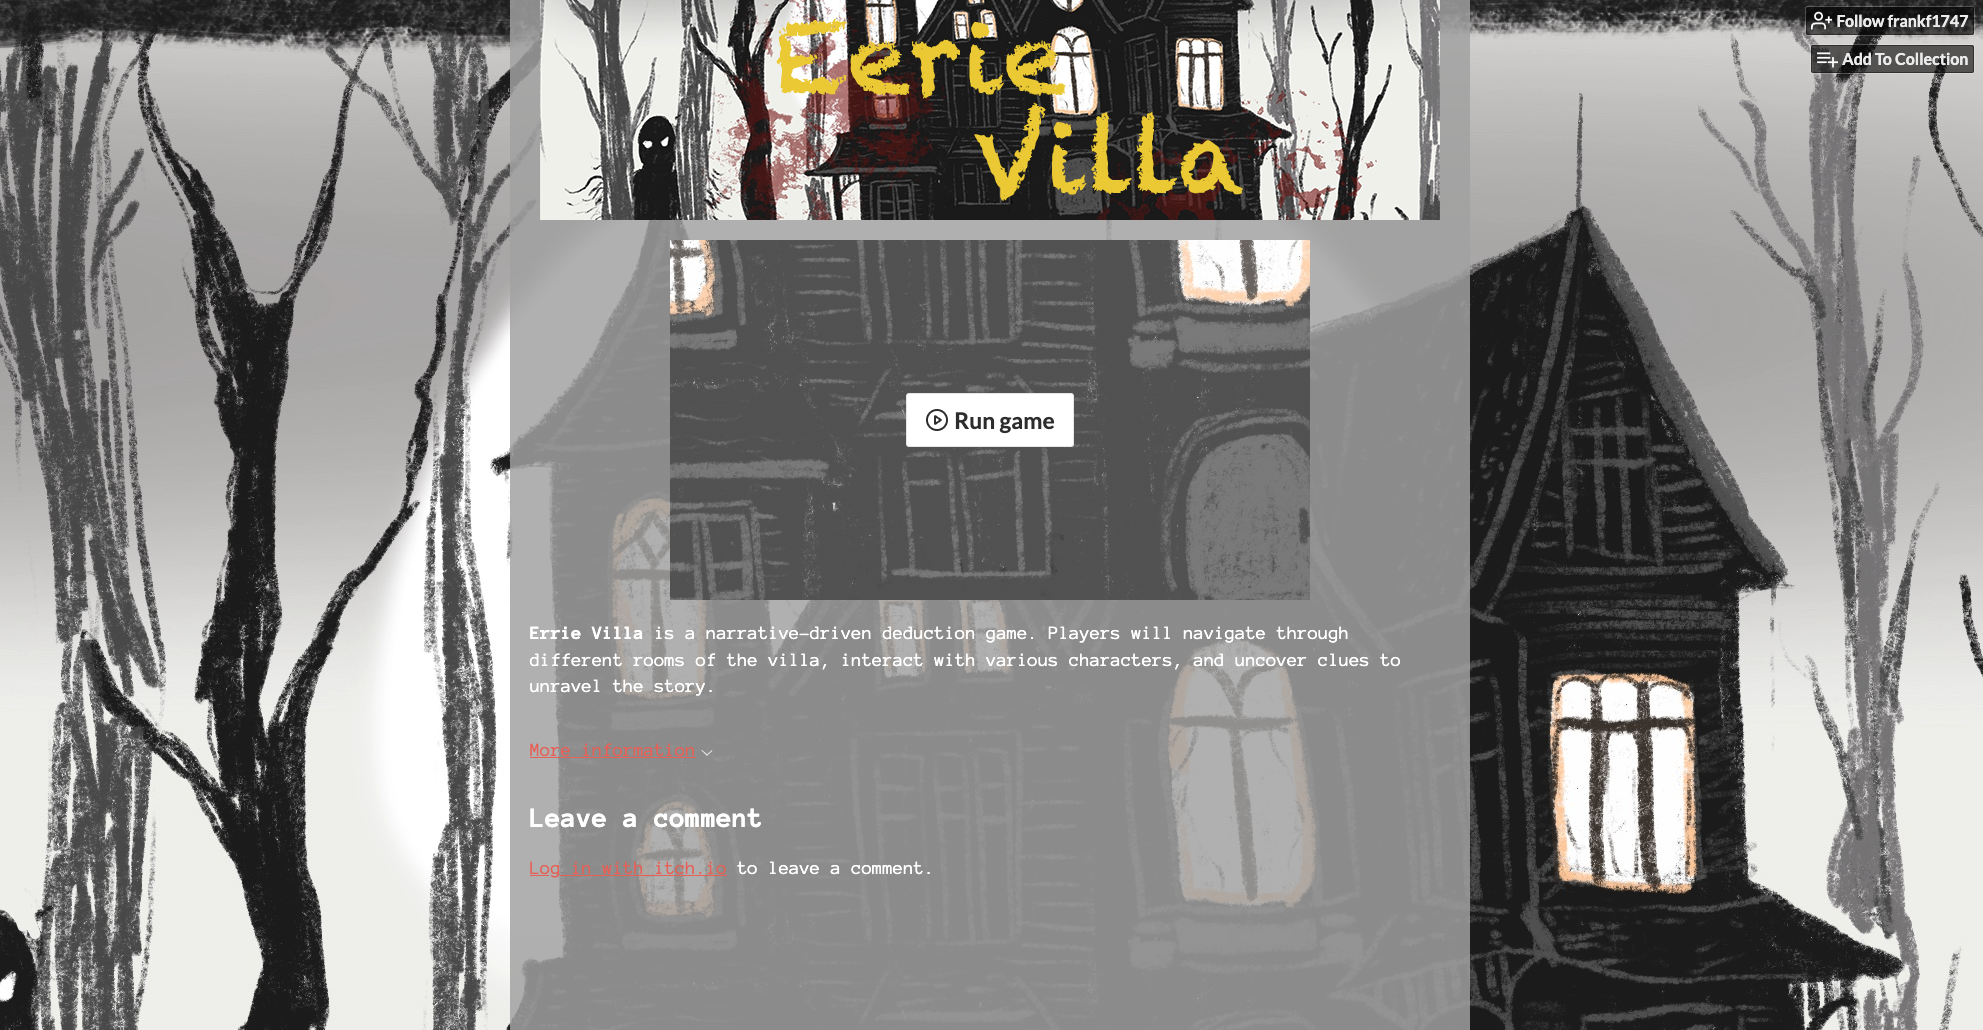 Follow frankf1747
Add To Collection
Eerie
Villa
Run game
Errie Villa is a narrative-driven deduction game. Players will navigate through
different rooms of the villa, interact with various characters, and uncover clues to
unravel the story.
More information
Leave a comment
Log in with itch.io to leave a comment.